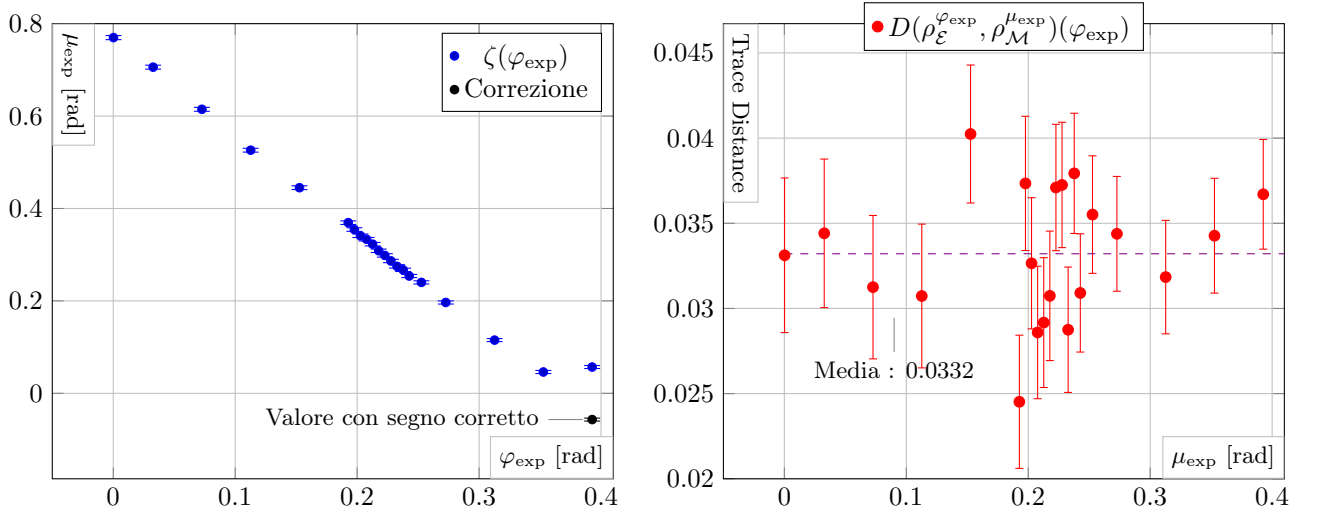 0.8
0.6
0.4
0.2
0
0
0.1
0.2
0.3
0.4
μexp [rad]
φexp [rad]
ζ(φexp)
Correzione
Valore con segno corretto
0.045
0.04
0.035
0.03
0.025
0.02
0
0.1
0.2
0.3
0.4
Trace Distance
μexp [rad]
D(ρ_ℰ^φexp, ρ_ℳ^μexp)(φexp)
Media : 0.0332